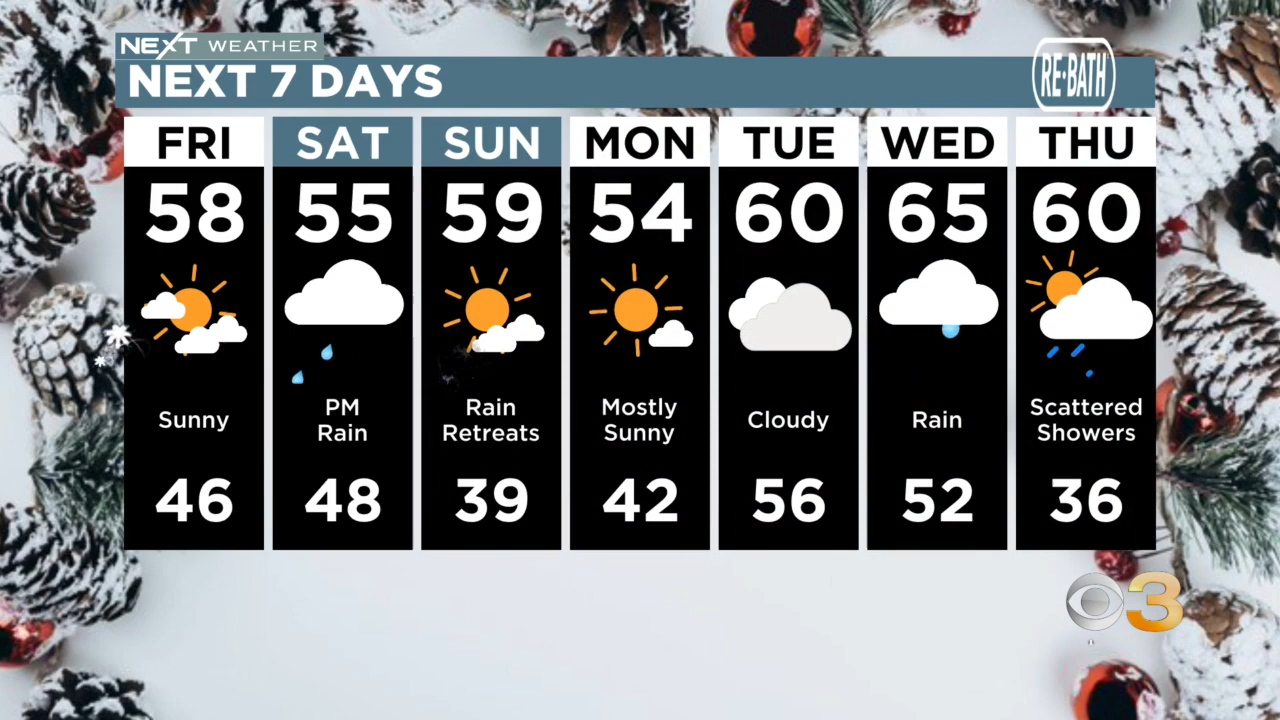 NEXT WEATHER
NEXT 7 DAYS
RE·BATH
FRI SAT SUN MON TUE WED THU
58 55 59 54 60 65 60
Sunny
PM
Rain
Rain
Retreats
Mostly
Sunny
Cloudy
Rain
Scattered
Showers
46 48 39 42 56 52 36
3